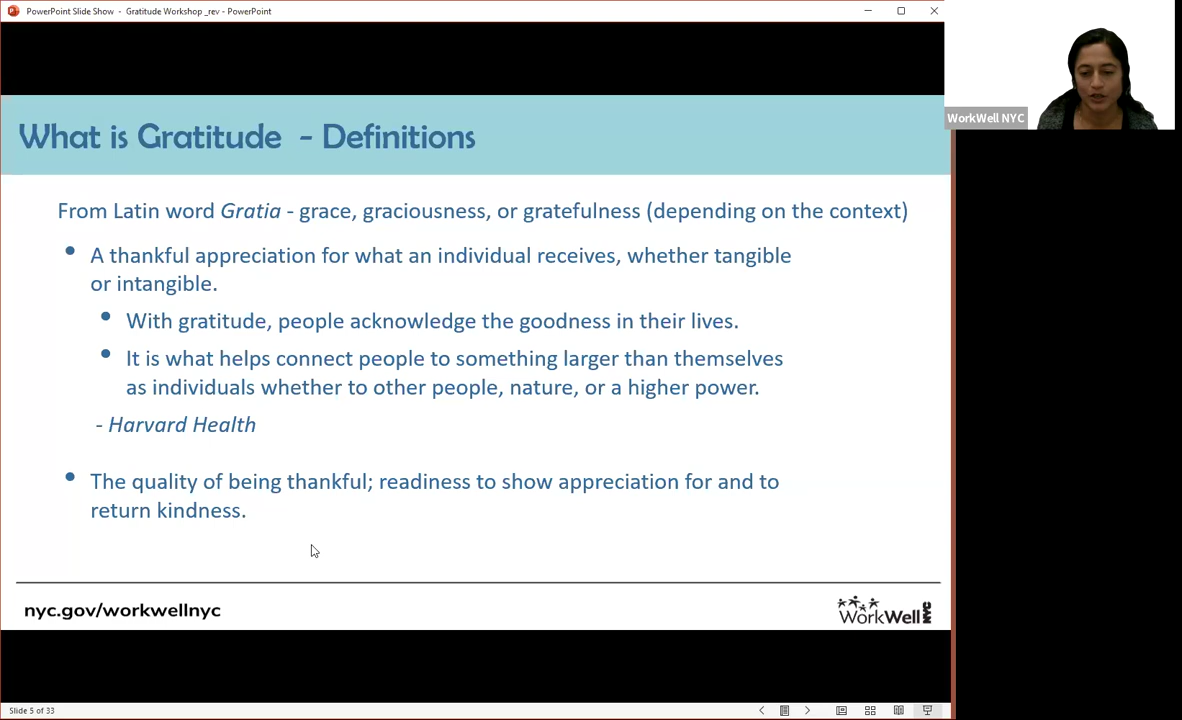 PowerPoint Slide Show - Gratitude Workshop _rev - PowerPoint
WorkWell NYC
What is Gratitude - Definitions
From Latin word Gratia - grace, graciousness, or gratefulness (depending on the context)
• A thankful appreciation for what an individual receives, whether tangible
or intangible.
• With gratitude, people acknowledge the goodness in their lives.
• It is what helps connect people to something larger than themselves
as individuals whether to other people, nature, or a higher power.
- Harvard Health
• The quality of being thankful; readiness to show appreciation for and to
return kindness.
nyc.gov/workwellnyc
WorkWell NYC
Slide 5 of 33